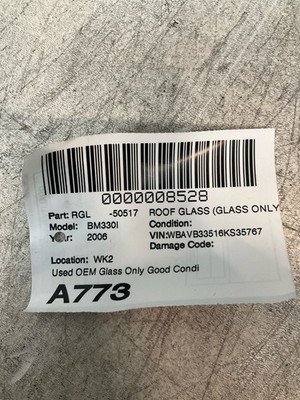 0000008528
Part: RGL -50517 ROOF GLASS (GLASS ONLY
Model: BM330I Condition:
Year: 2006 VIN:WBAVB33516KS35767
Damage Code:
Location: WK2
Used OEM Glass Only Good Condi
A773